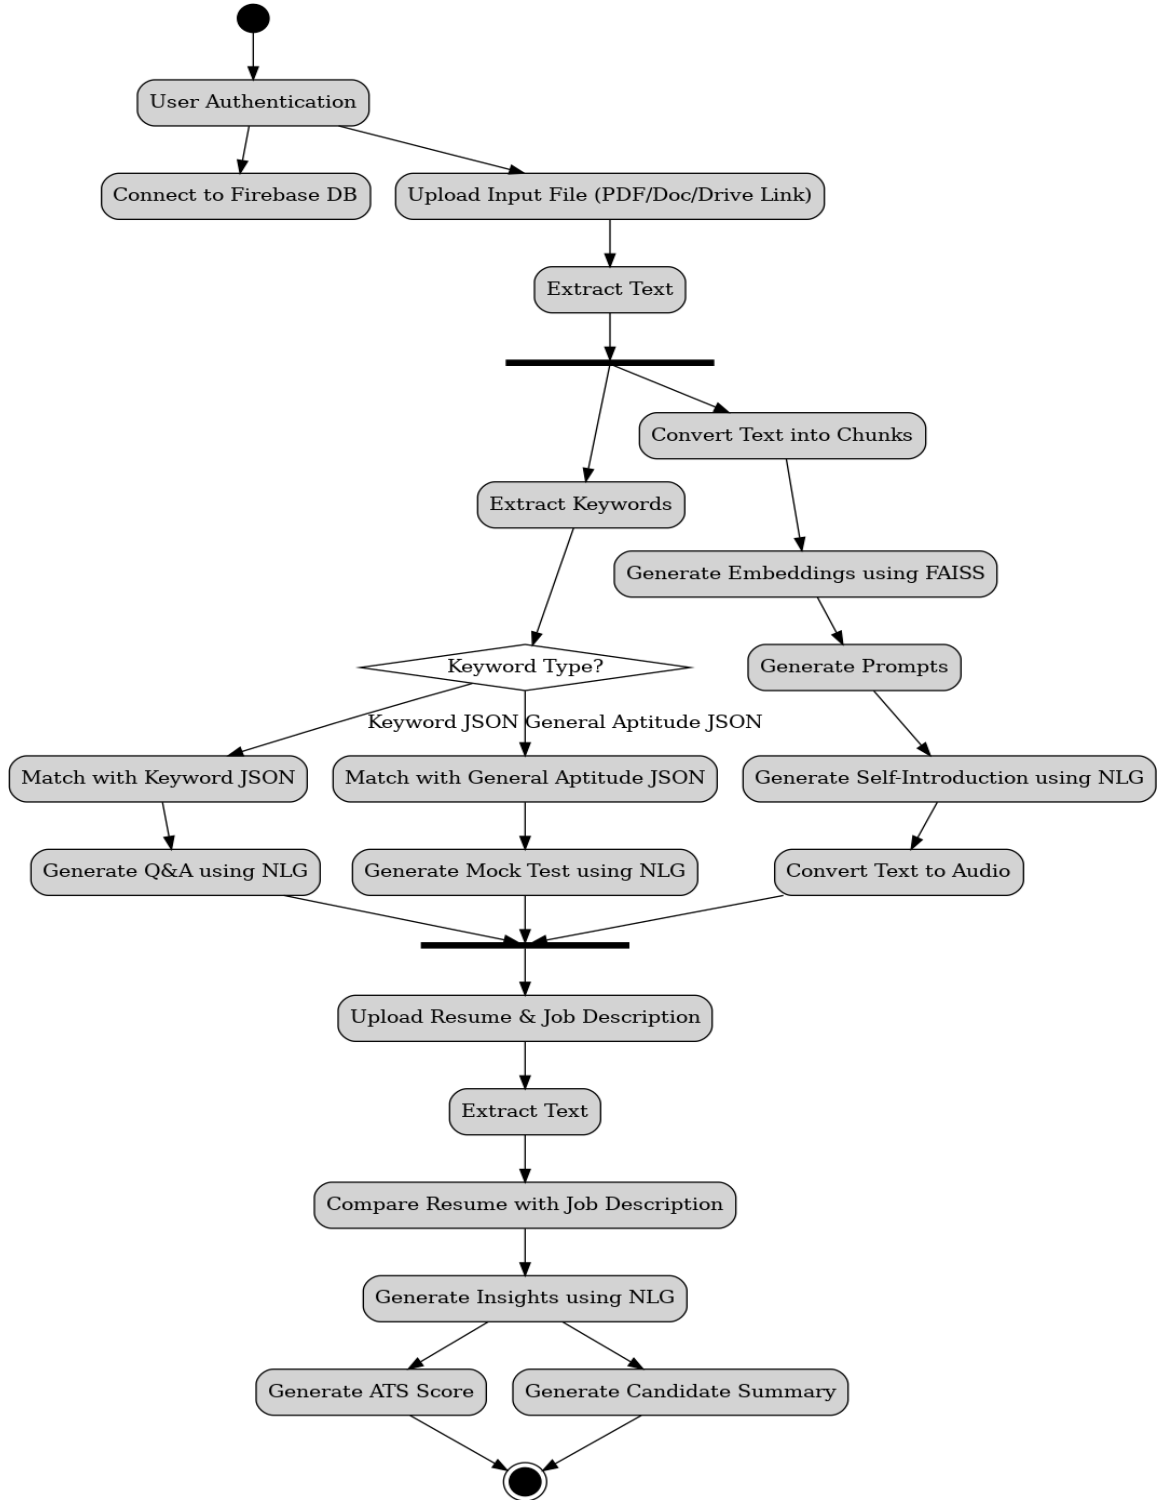 User Authentication
Connect to Firebase DB
Upload Input File (PDF/Doc/Drive Link)
Extract Text
Convert Text into Chunks
Extract Keywords
Generate Embeddings using FAISS
Keyword Type?
Generate Prompts
Keyword JSON
General Aptitude JSON
Match with Keyword JSON
Match with General Aptitude JSON
Generate Self-Introduction using NLG
Generate Q&A using NLG
Generate Mock Test using NLG
Convert Text to Audio
Upload Resume & Job Description
Extract Text
Compare Resume with Job Description
Generate Insights using NLG
Generate ATS Score
Generate Candidate Summary